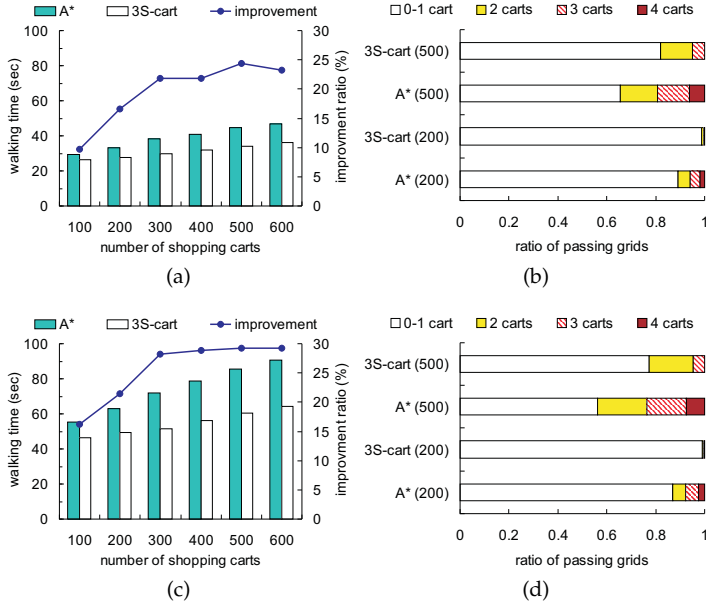 A* 3S-cart improvement
100 30
80 25
60 20
40 15
20 10
0 5
0
walking time (sec)
improvment ratio (%)
100 200 300 400 500 600
number of shopping carts
(a)
0-1 cart 2 carts 3 carts 4 carts
3S-cart (500)
A* (500)
3S-cart (200)
A* (200)
0 0.2 0.4 0.6 0.8 1
ratio of passing grids
(b)
A* 3S-cart improvement
100 30
80 25
60 20
40 15
20 10
0 5
0
walking time (sec)
improvment ratio (%)
100 200 300 400 500 600
number of shopping carts
(c)
0-1 cart 2 carts 3 carts 4 carts
3S-cart (500)
A* (500)
3S-cart (200)
A* (200)
0 0.2 0.4 0.6 0.8 1
ratio of passing grids
(d)